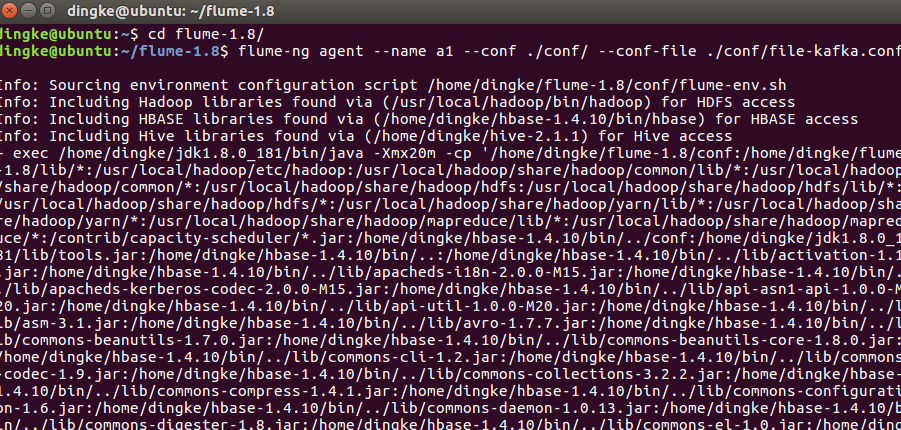 dingke@ubuntu: ~/flume-1.8
dingke@ubuntu:~$ cd flume-1.8/
dingke@ubuntu:~/flume-1.8$ flume-ng agent --name a1 --conf ./conf/ --conf-file ./conf/file-kafka.conf
Info: Sourcing environment configuration script /home/dingke/flume-1.8/conf/flume-env.sh
Info: Including Hadoop libraries found via (/usr/local/hadoop/bin/hadoop) for HDFS access
Info: Including HBASE libraries found via (/home/dingke/hbase-1.4.10/bin/hbase) for HBASE access
Info: Including Hive libraries found via (/home/dingke/hive-2.1.1) for Hive access
+ exec /home/dingke/jdk1.8.0_181/bin/java -Xmx20m -cp '/home/dingke/flume-1.8/conf:/home/dingke/flume
-1.8/lib/*:/usr/local/hadoop/etc/hadoop:/usr/local/hadoop/share/hadoop/common/lib/*:/usr/local/hadoop
/share/hadoop/common/*:/usr/local/hadoop/share/hadoop/hdfs:/usr/local/hadoop/share/hadoop/hdfs/lib/*:
/usr/local/hadoop/share/hadoop/hdfs/*:/usr/local/hadoop/share/hadoop/yarn/lib/*:/usr/local/hadoop/sha
re/hadoop/yarn/*:/usr/local/hadoop/share/hadoop/mapreduce/lib/*:/usr/local/hadoop/share/hadoop/mapred
uce/*:/contrib/capacity-scheduler/*.jar:/home/dingke/hbase-1.4.10/bin/../conf:/home/dingke/jdk1.8.0_1
81/lib/tools.jar:/home/dingke/hbase-1.4.10/bin/..:/home/dingke/hbase-1.4.10/bin/../lib/activation-1.1
.jar:/home/dingke/hbase-1.4.10/bin/../lib/apacheds-i18n-2.0.0-M15.jar:/home/dingke/hbase-1.4.10/bin/.
./lib/apacheds-kerberos-codec-2.0.0-M15.jar:/home/dingke/hbase-1.4.10/bin/../lib/api-asn1-api-1.0.0-M
20.jar:/home/dingke/hbase-1.4.10/bin/../lib/api-util-1.0.0-M20.jar:/home/dingke/hbase-1.4.10/bin/../l
ib/asm-3.1.jar:/home/dingke/hbase-1.4.10/bin/../lib/avro-1.7.7.jar:/home/dingke/hbase-1.4.10/bin/../l
ib/commons-beanutils-1.7.0.jar:/home/dingke/hbase-1.4.10/bin/../lib/commons-beanutils-core-1.8.0.jar:
/home/dingke/hbase-1.4.10/bin/../lib/commons-cli-1.2.jar:/home/dingke/hbase-1.4.10/bin/../lib/commons
-codec-1.9.jar:/home/dingke/hbase-1.4.10/bin/../lib/commons-collections-3.2.2.jar:/home/dingke/hbase-
1.4.10/bin/../lib/commons-compress-1.4.1.jar:/home/dingke/hbase-1.4.10/bin/../lib/commons-configurati
on-1.6.jar:/home/dingke/hbase-1.4.10/bin/../lib/commons-daemon-1.0.13.jar:/home/dingke/hbase-1.4.10/b
in/../lib/commons-digester-1.8.jar:/home/dingke/hbase-1.4.10/bin/../lib/commons-el-1.0.jar:/home/ding